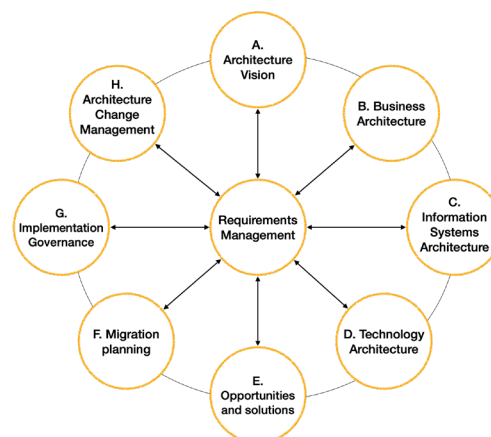 A.
Architecture
Vision
B. Business
Architecture
C.
Information
Systems
Architecture
D. Technology
Architecture
E.
Opportunities
and solutions
F. Migration
planning
G.
Implementation
Governance
H.
Architecture
Change
Management
Requirements
Management